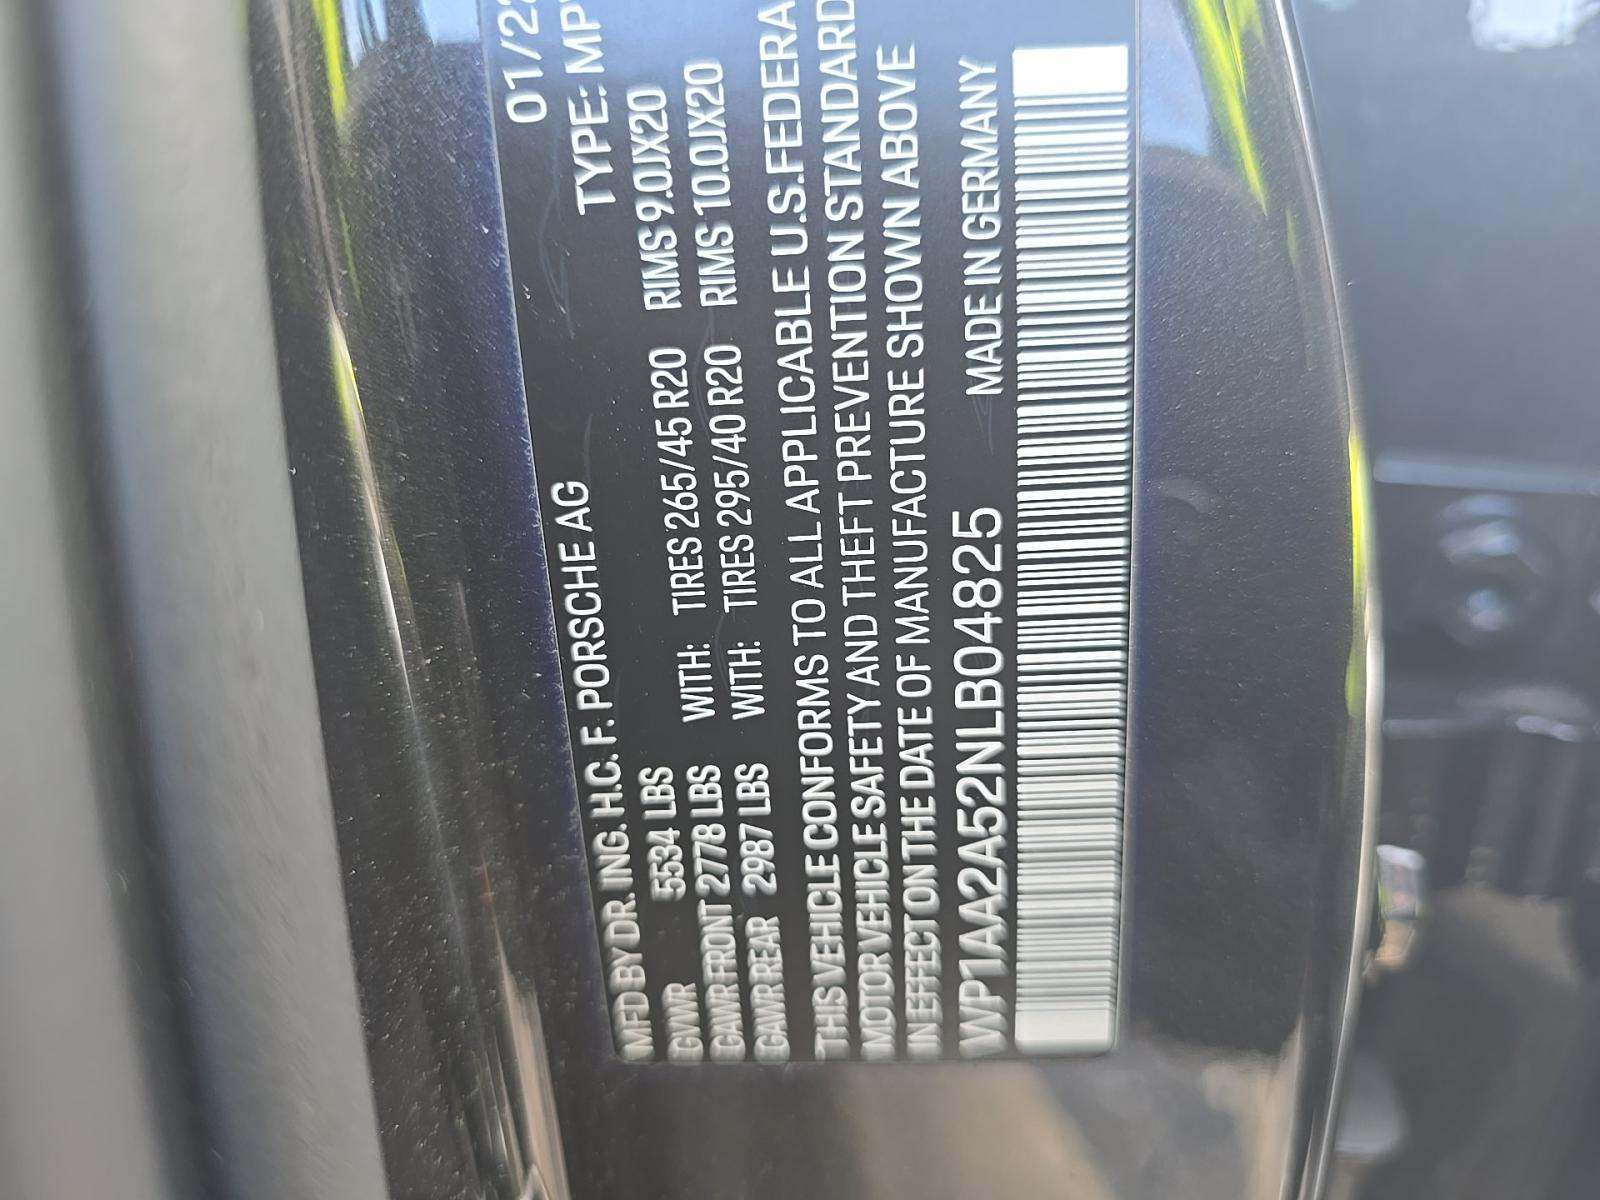 MFD BY DR. ING. H.C. F. PORSCHE AG 01/22
GVWR 5534 LBS TYPE: MPV
GAWR FRONT 2778 LBS WITH: TIRES 265/45 R20 RIMS 9.0JX20
GAWR REAR 2987 LBS WITH: TIRES 295/40 R20 RIMS 10.0JX20
THIS VEHICLE CONFORMS TO ALL APPLICABLE U.S.FEDERA
MOTOR VEHICLE SAFETY AND THEFT PREVENTION STANDARD
IN EFFECT ON THE DATE OF MANUFACTURE SHOWN ABOVE
WP1AA2A52NLB04825 MADE IN GERMANY